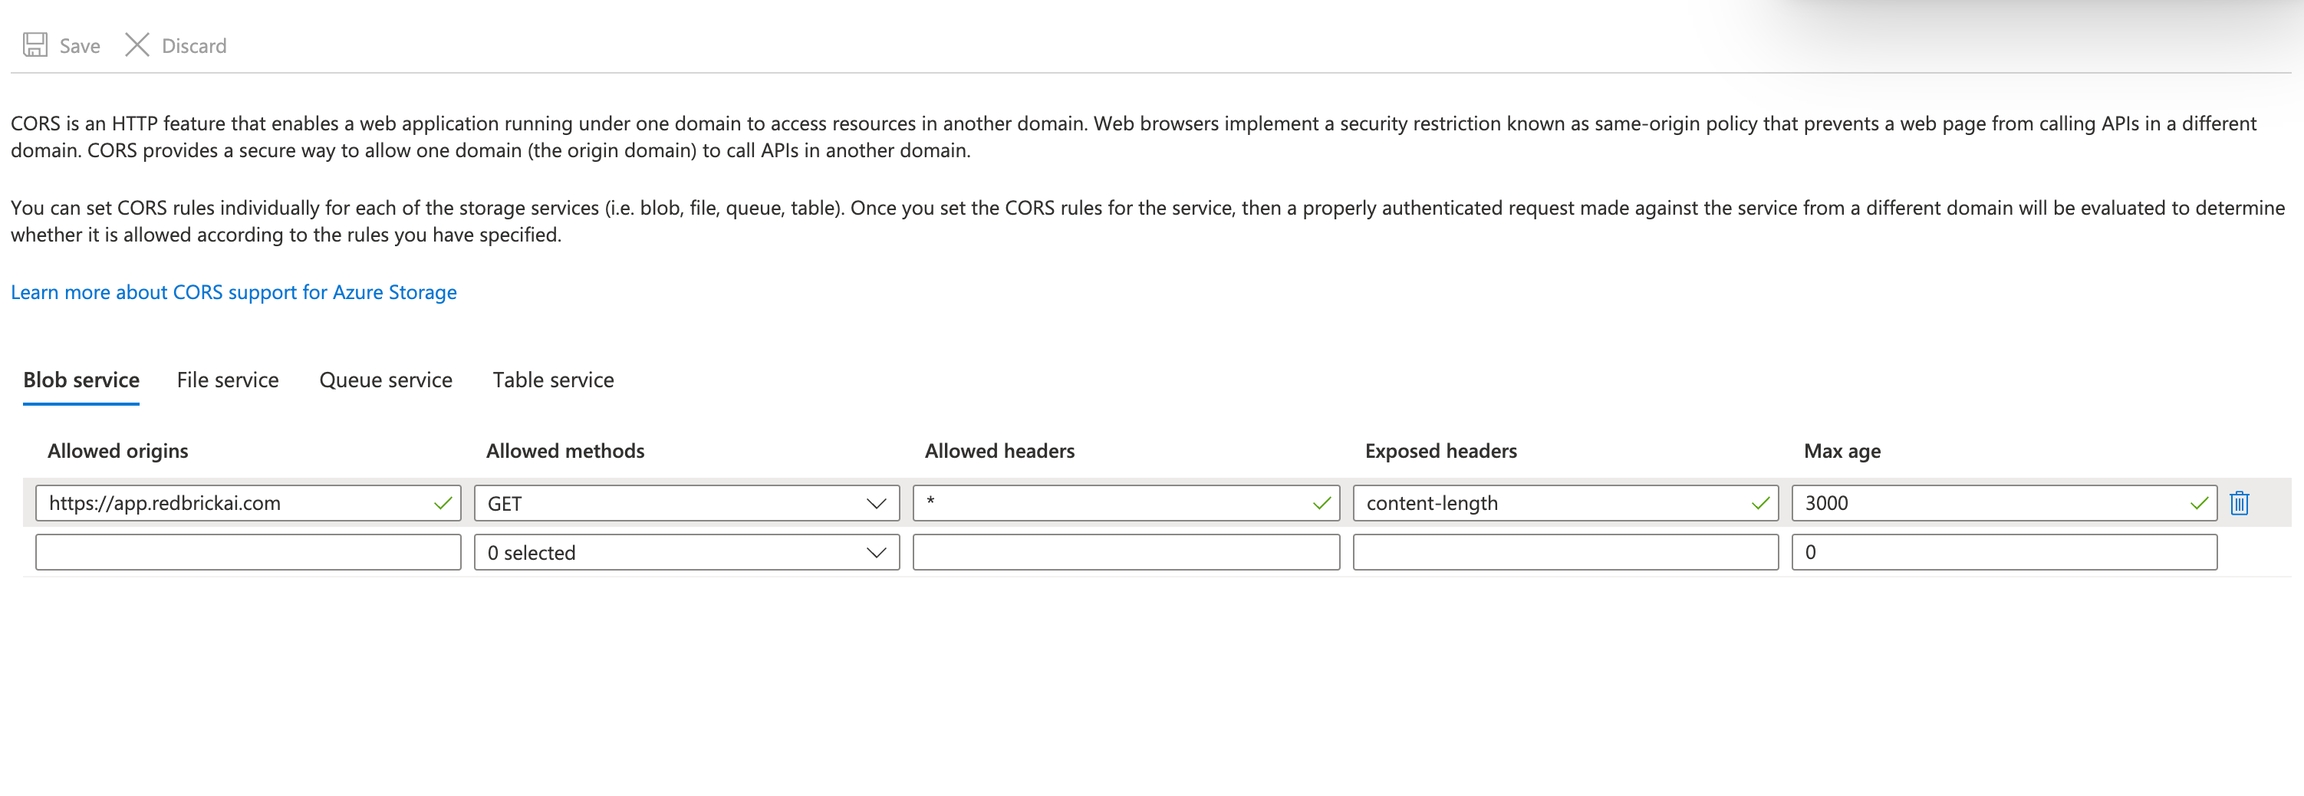 Save Discard
CORS is an HTTP feature that enables a web application running under one domain to access resources in another domain. Web browsers implement a security restriction known as same-origin policy that prevents a web page from calling APIs in a different
domain. CORS provides a secure way to allow one domain (the origin domain) to call APIs in another domain.
You can set CORS rules individually for each of the storage services (i.e. blob, file, queue, table). Once you set the CORS rules for the service, then a properly authenticated request made against the service from a different domain will be evaluated to determine
whether it is allowed according to the rules you have specified.
Learn more about CORS support for Azure Storage
Blob service File service Queue service Table service
Allowed origins Allowed methods Allowed headers Exposed headers Max age
https://app.redbrickai.com GET * content-length 3000
0 selected 0